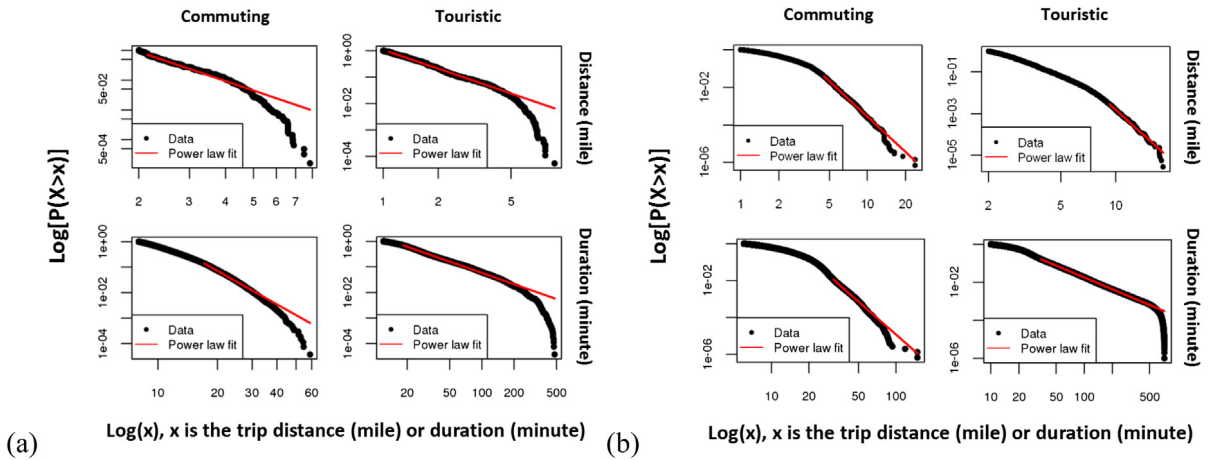 Commuting Touristic
Log[P(X>x)]
5e-02
5e-04
Data
Power law fit
2 3 4 5 6 7
1e+00
1e-02
1e-04
Data
Power law fit
1 2 5
Distance (mile)
1e+00
1e-02
1e-04
Data
Power law fit
10 20 30 40 60
1e+00
1e-02
1e-04
Data
Power law fit
20 50 100 200 500
Duration (minute)
(a) Log(x), x is the trip distance (mile) or duration (minute)
Commuting Touristic
Log[P(X>x)]
1e-02
1e-06
Data
Power law fit
1 2 5 10 20
1e-01
1e-03
1e-05
Data
Power law fit
2 5 10
Distance (mile)
1e-02
1e-06
Data
Power law fit
5 10 20 50 100
1e-02
1e-06
Data
Power law fit
10 20 50 100 500
Duration (minute)
(b) Log(x), x is the trip distance (mile) or duration (minute)